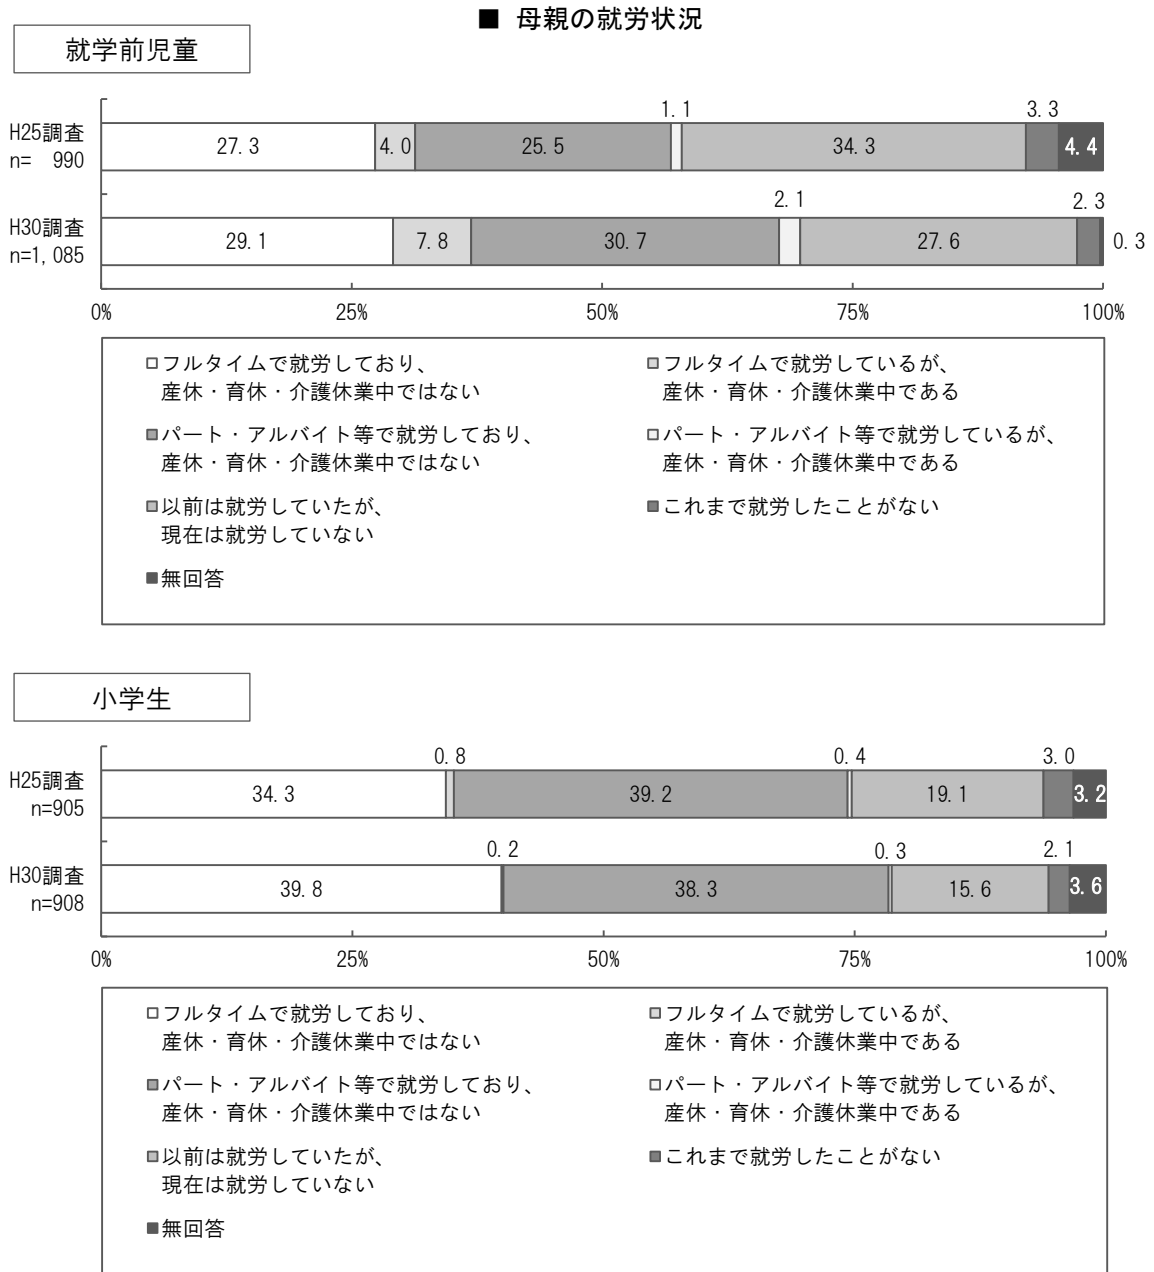 ■ 母親の就労状況
就学前児童
1.1 3.3
H25調査
n= 990
27.3 4.0 25.5 34.3 4.4
2.1 2.3
H30調査
n=1,085
29.1 7.8 30.7 27.6 0.3
0% 25% 50% 75% 100%
フルタイムで就労しており、
産休・育休・介護休業中ではない
フルタイムで就労しているが、
産休・育休・介護休業中である
パート・アルバイト等で就労しており、
産休・育休・介護休業中ではない
パート・アルバイト等で就労しているが、
産休・育休・介護休業中である
以前は就労していたが、
現在は就労していない
これまで就労したことがない
無回答
小学生
0.8 0.4 3.0
H25調査
n=905
34.3 39.2 19.1 3.2
0.2 0.3 2.1
H30調査
n=908
39.8 38.3 15.6 3.6
0% 25% 50% 75% 100%
フルタイムで就労しており、
産休・育休・介護休業中ではない
フルタイムで就労しているが、
産休・育休・介護休業中である
パート・アルバイト等で就労しており、
産休・育休・介護休業中ではない
パート・アルバイト等で就労しているが、
産休・育休・介護休業中である
以前は就労していたが、
現在は就労していない
これまで就労したことがない
無回答